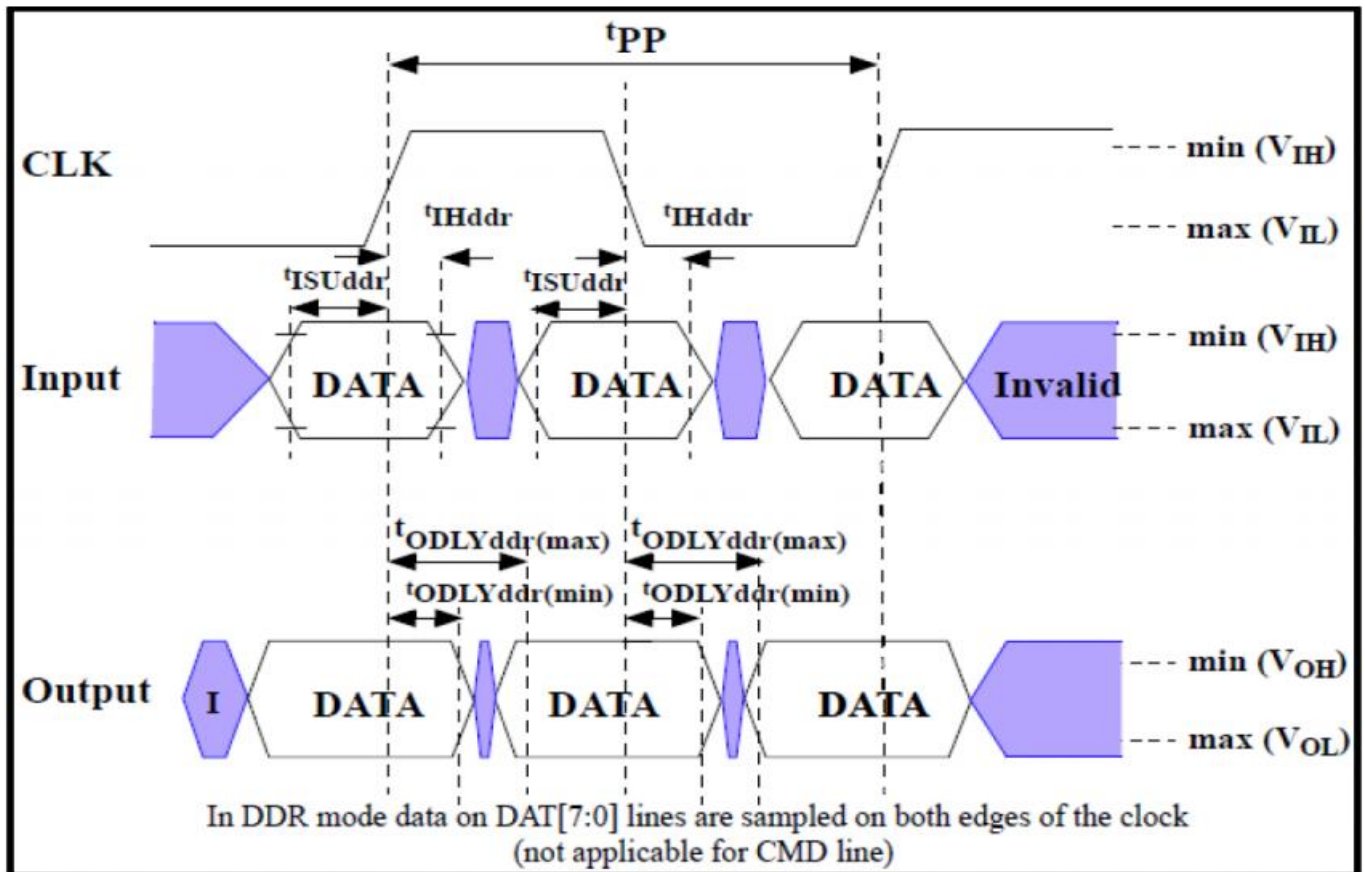 tPP
CLK
min (VIH)
tIHddr
tIHddr
max (VIL)
tISUddr
tISUddr
min (VIH)
Input
DATA
DATA
DATA
Invalid
max (VIL)
tODLYddr(max)
tODLYddr(max)
tODLYddr(min)
tODLYddr(min)
min (VOH)
Output
I
DATA
DATA
DATA
max (VOL)
In DDR mode data on DAT[7:0] lines are sampled on both edges of the clock
(not applicable for CMD line)